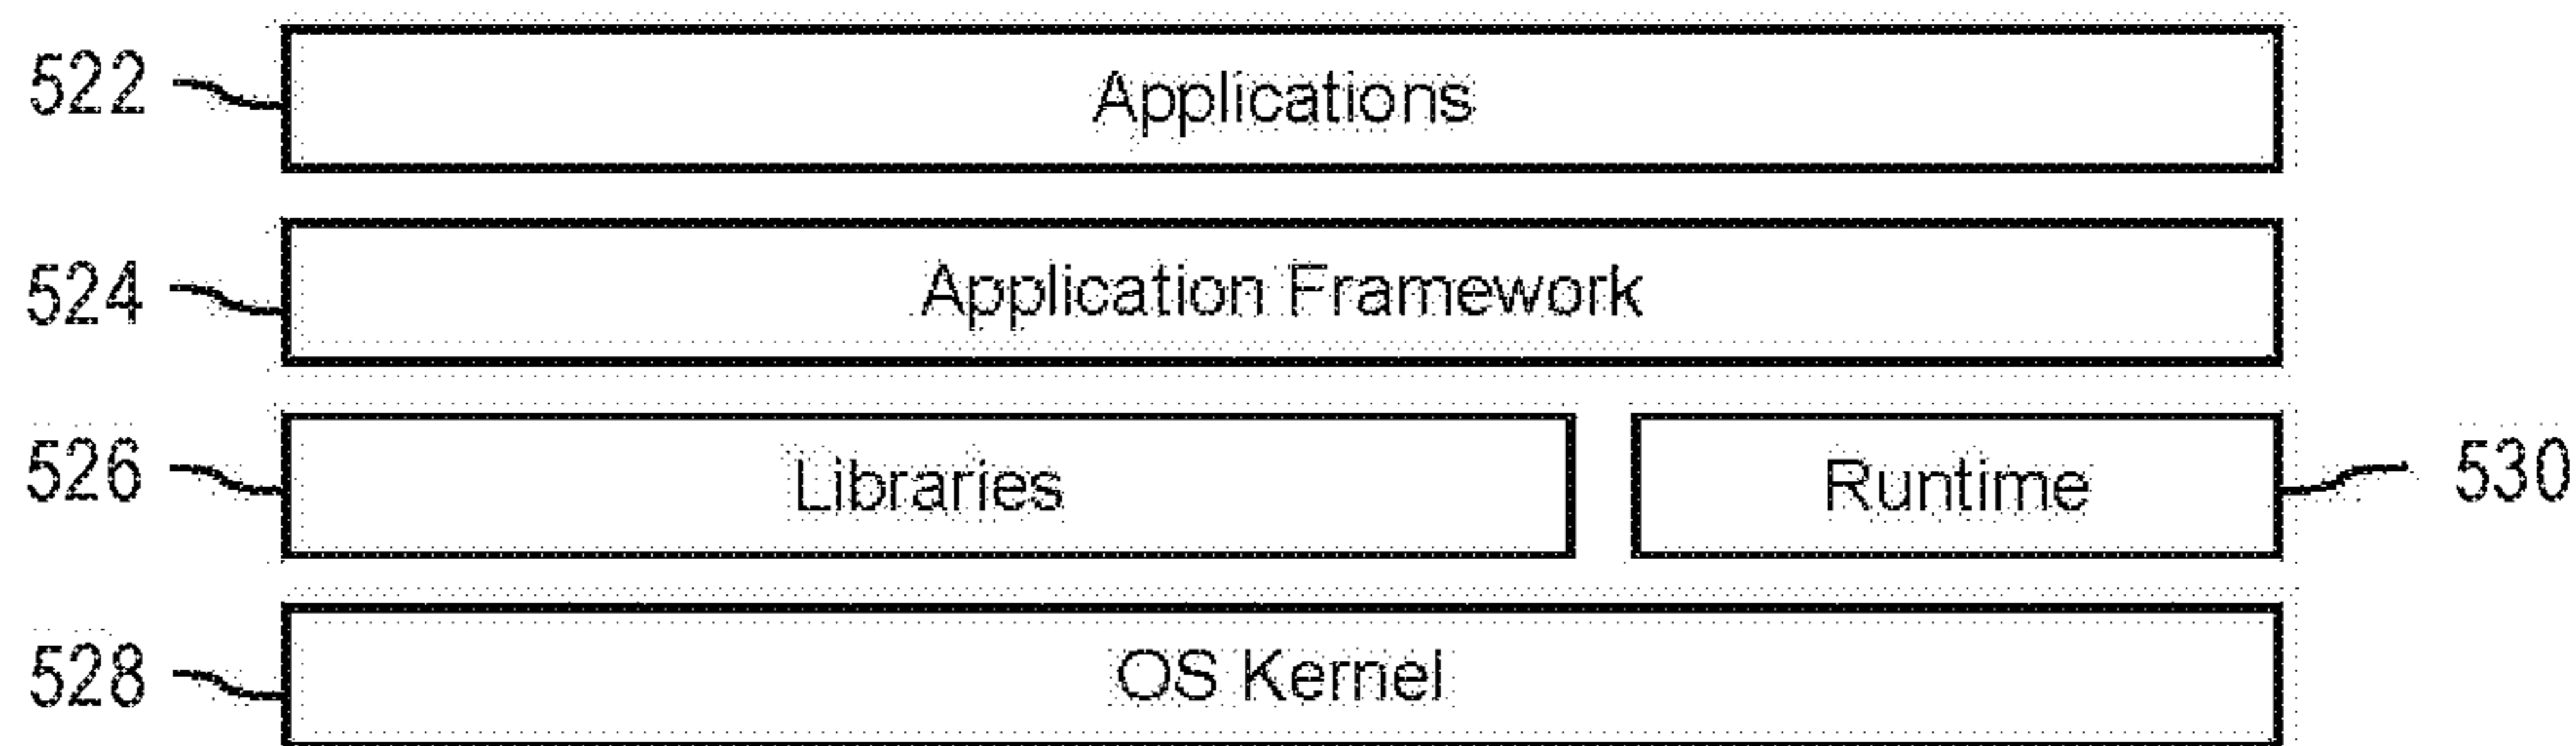 522 Applications
524 Application Framework
526 Libraries Runtime 530
528 OS Kernel